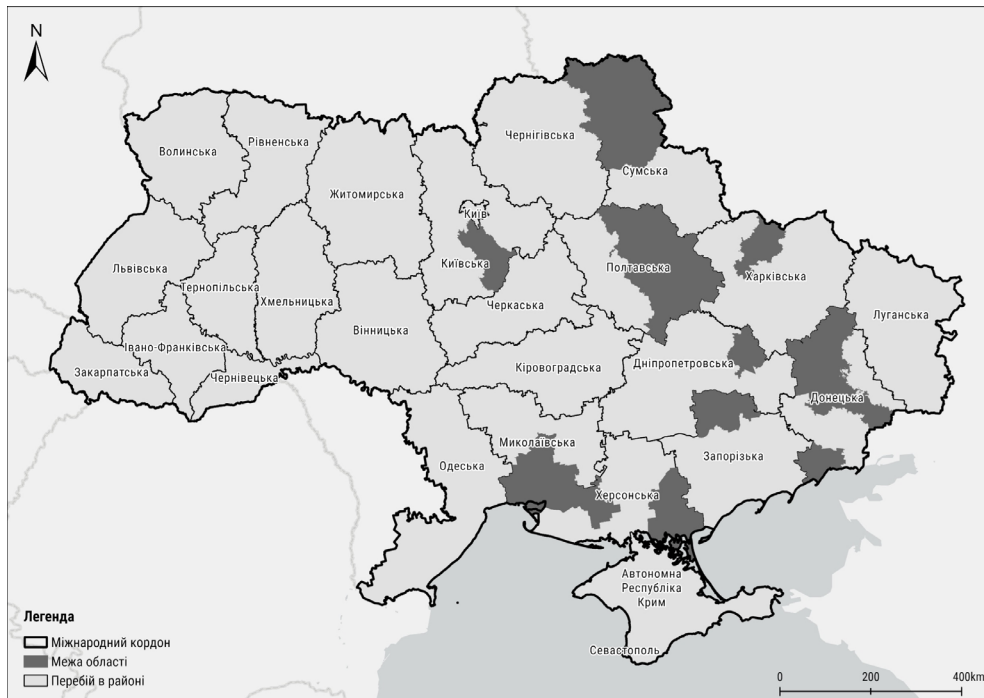 N
Чернігівська
Волинська
Рівненська
Сумська
Житомирська
Київ
Львівська
Київська
Полтавська
Харківська
Тернопільська
Хмельницька
Черкаська
Луганська
Вінницька
Івано-Франківська
Закарпатська
Чернівецька
Кіровоградська
Дніпропетровська
Донецька
Миколаївська
Запорізька
Одеська
Херсонська
Автономна
Республіка
Крим
Севастополь
Легенда
Міжнародний кордон
Межа області
Перебій в районі
0 200 400km